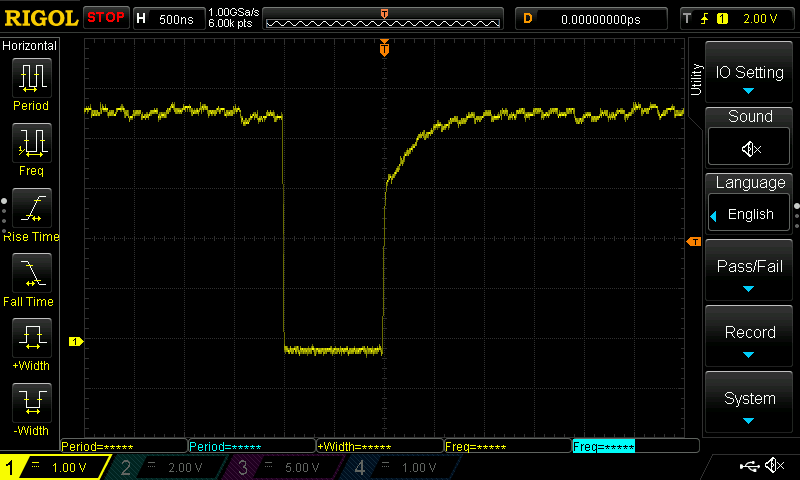 RIGOL STOP H 500ns 1.00GSa/s 6.00k pts T D 0.00000000ps T 1 2.00 V
Horizontal
Period
Freq
Rise Time
Fall Time
+Width
-Width
T
T
1
Utility
IO Setting
Sound
Language
English
Pass/Fail
Record
System
Period=***** Period=***** +Width=***** Freq=***** Freq=*****
1 1.00 V 2 2.00 V 3 5.00 V 4 1.00 V